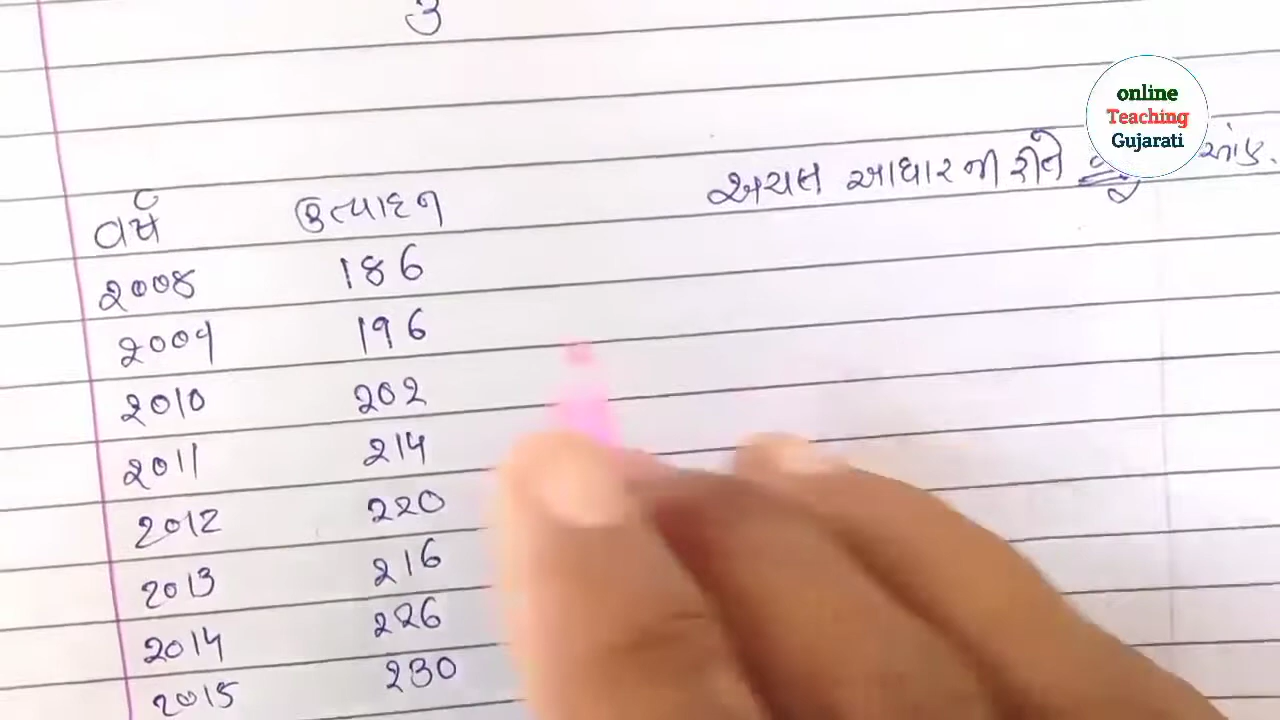 ૩
online
Teaching
Gujarati
અચલ આધારની રીતે આંક.
વર્ષ ઉત્પાદન
2008 186
2009 196
2010 202
2011 214
2012 220
2013 216
2014 226
2015 230